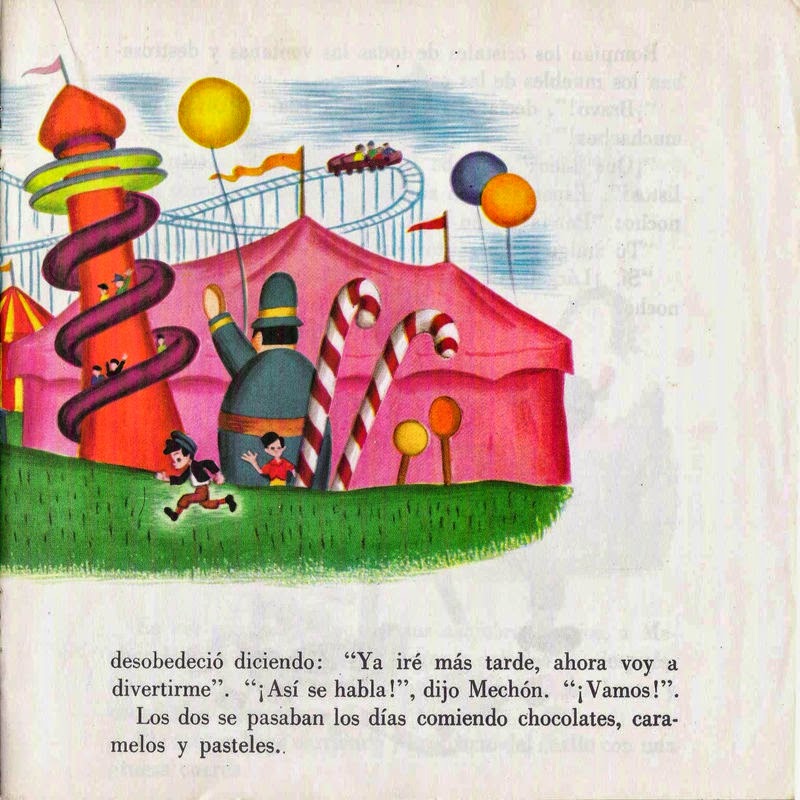 desobedeció diciendo: “Ya iré más tarde, ahora voy a
divertirme”. “¡Así se habla!”, dijo Mechón. “¡Vamos!”.
Los dos se pasaban los días comiendo chocolates, cara-
melos y pasteles..